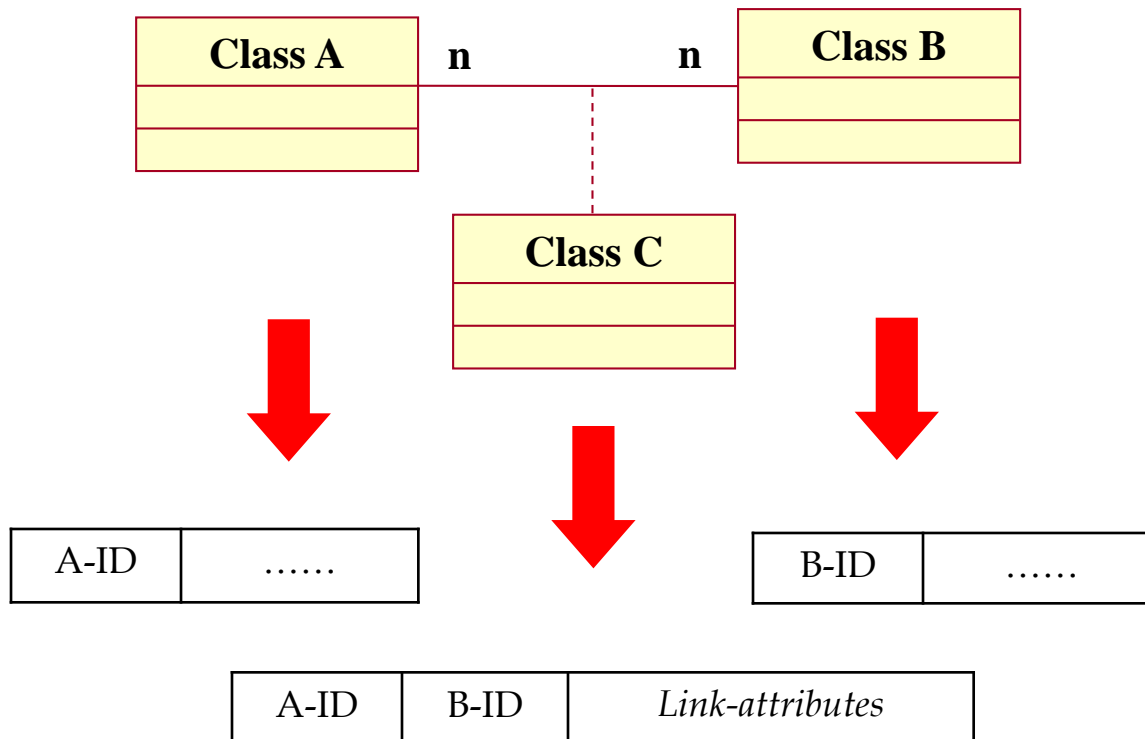 Class A
n
n
Class B
Class C
A-ID
……
B-ID
……
A-ID
B-ID
Link-attributes